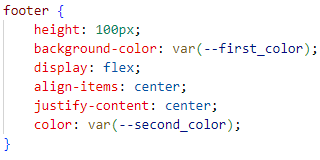 footer {
    height: 100px;
    background-color: var(--first_color);
    display: flex;
    align-items: center;
    justify-content: center;
    color: var(--second_color);
}